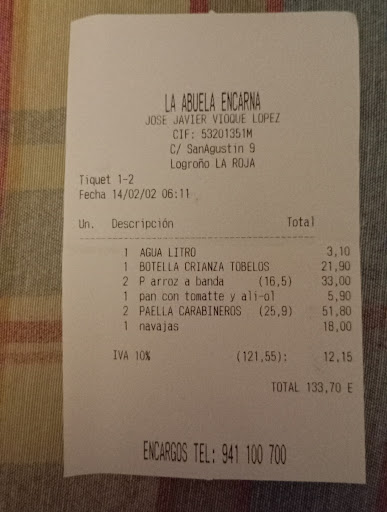 LA ABUELA ENCARNA
JOSE JAVIER VIOQUE LOPEZ
CIF: 53201351M
C/ SanAgustin 9
Logroño LA ROJA
Tiquet 1-2
Fecha 14/02/02 06:11
Un. Descripción Total
1 AGUA LITRO 3,10
1 BOTELLA CRIANZA TOBELOS 21,90
2 P arroz a banda (16,5) 33,00
1 pan con tomatte y ali-ol 5,90
2 PAELLA CARABINEROS (25,9) 51,80
1 navajas 18,00
IVA 10% (121,55): 12,15
TOTAL 133,70 E
ENCARGOS TEL: 941 100 700